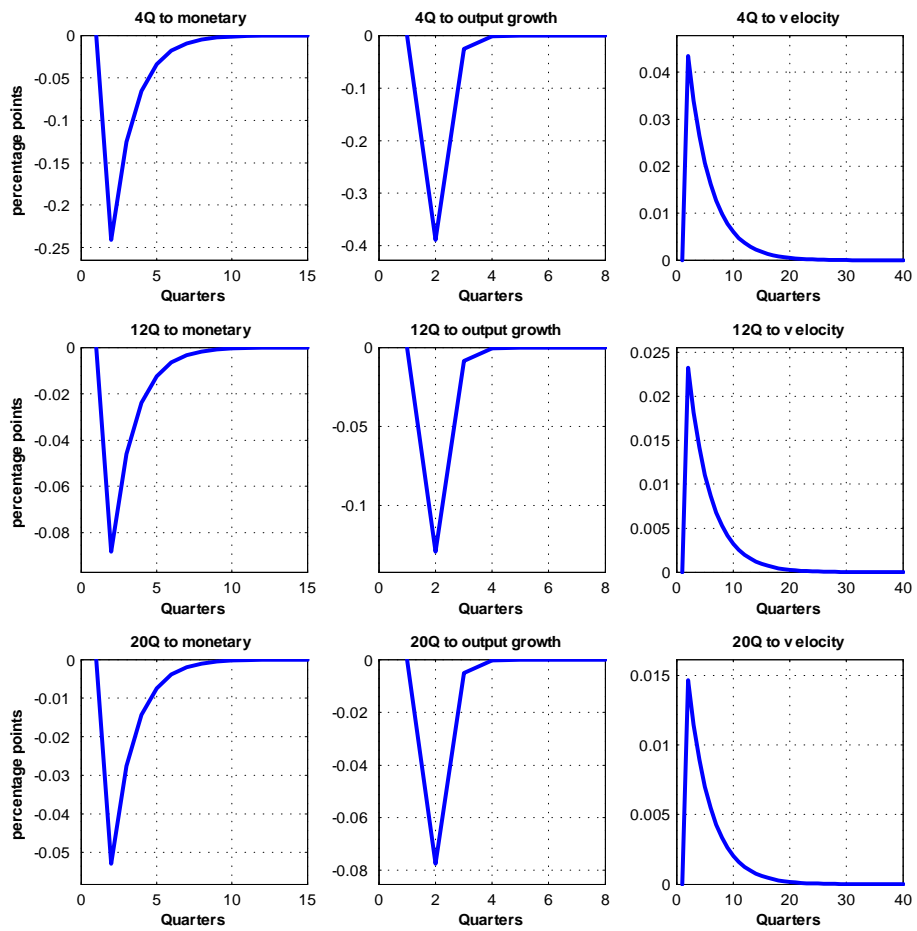 4Q to monetary
percentage points
0
-0.05
-0.1
-0.15
-0.2
-0.25
0 5 10 15
Quarters
4Q to output growth
0
-0.1
-0.2
-0.3
-0.4
0 2 4 6 8
Quarters
4Q to velocity
0.04
0.03
0.02
0.01
0
0 10 20 30 40
Quarters
12Q to monetary
percentage points
0
-0.02
-0.04
-0.06
-0.08
0 5 10 15
Quarters
12Q to output growth
0
-0.05
-0.1
0 2 4 6 8
Quarters
12Q to velocity
0.025
0.02
0.015
0.01
0.005
0
0 10 20 30 40
Quarters
20Q to monetary
percentage points
0
-0.01
-0.02
-0.03
-0.04
-0.05
0 5 10 15
Quarters
20Q to output growth
0
-0.02
-0.04
-0.06
-0.08
0 2 4 6 8
Quarters
20Q to velocity
0.015
0.01
0.005
0
0 10 20 30 40
Quarters